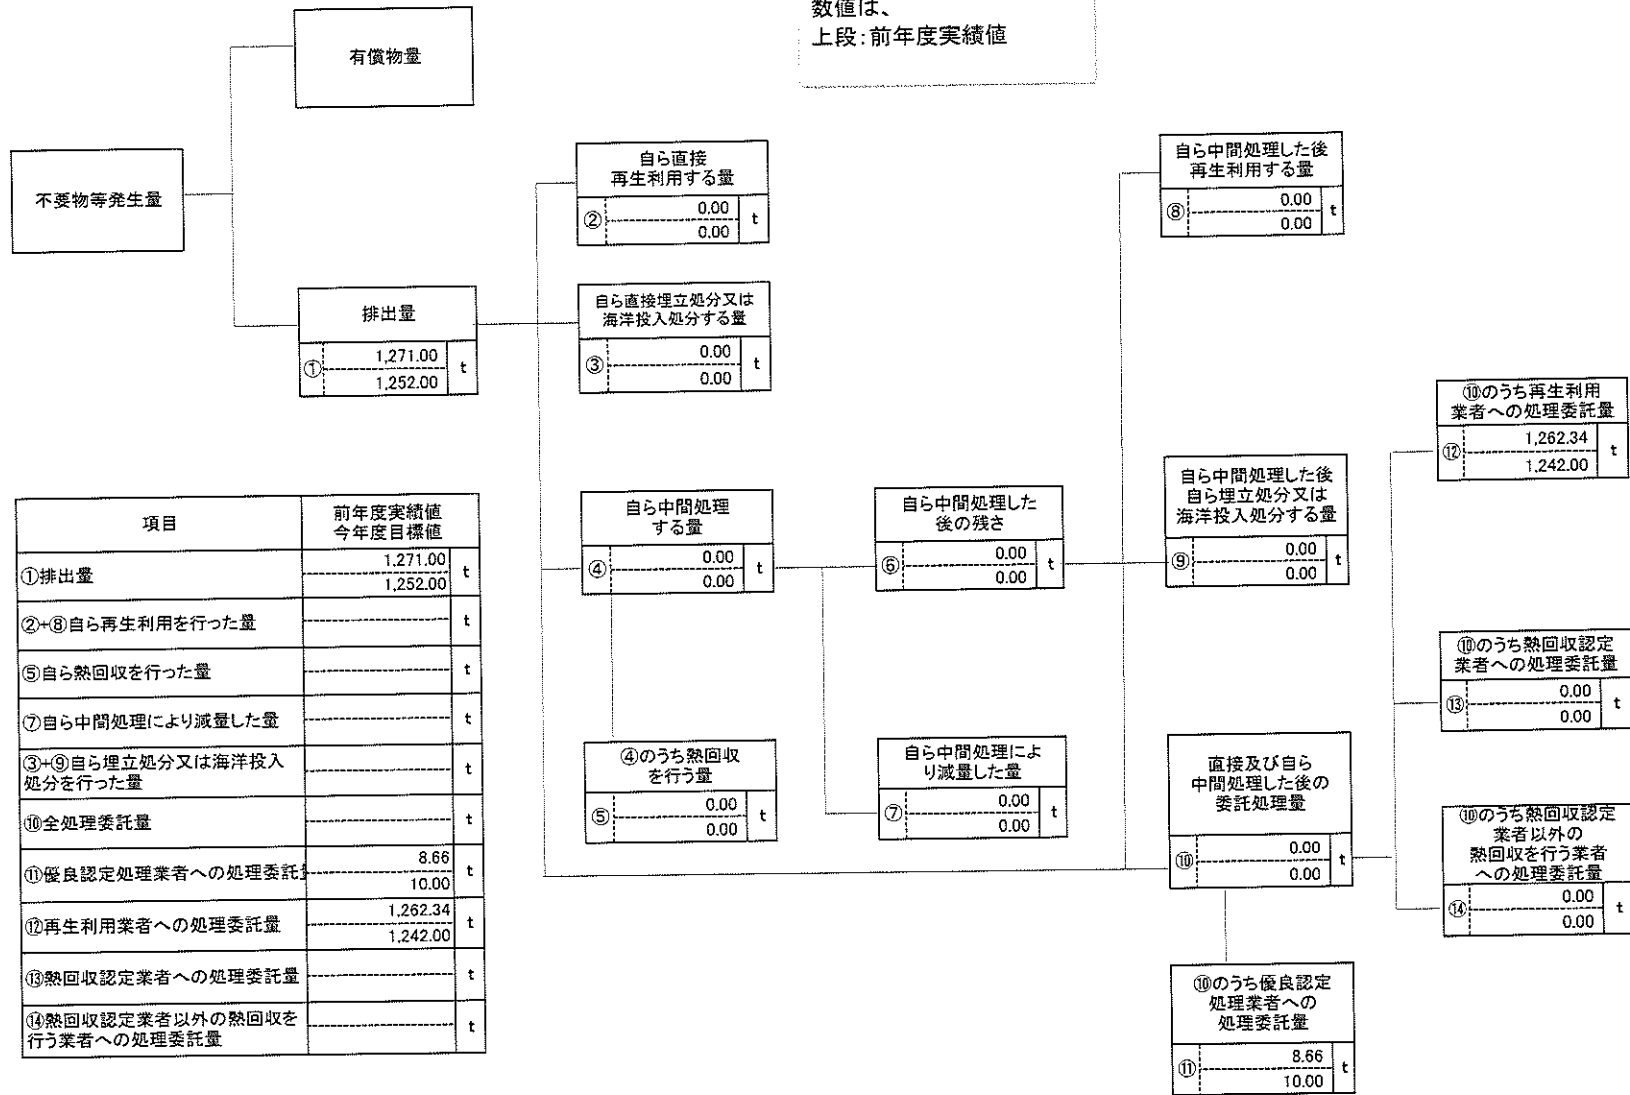 数値は、
上段:前年度実績値
有償物量
不要物等発生量
排出量
① 1,271.00 t
1,252.00
自ら直接
再生利用する量
② 0.00 t
0.00
自ら直接埋立処分又は
海洋投入処分する量
③ 0.00 t
0.00
自ら中間処理
する量
④ 0.00 t
0.00
④のうち熱回収
を行う量
⑤ 0.00 t
0.00
自ら中間処理した
後の残さ
⑥ 0.00 t
0.00
自ら中間処理によ
り減量した量
⑦ 0.00 t
0.00
自ら中間処理した後
再生利用する量
⑧ 0.00 t
0.00
自ら中間処理した後
自ら埋立処分又は
海洋投入処分する量
⑨ 0.00 t
0.00
直接及び自ら
中間処理した後の
委託処理量
⑩ 0.00 t
0.00
⑩のうち優良認定
処理業者への
処理委託量
⑪ 8.66 t
10.00
⑩のうち再生利用
業者への処理委託量
⑫ 1,262.34 t
1,242.00
⑩のうち熱回収認定
業者への処理委託量
⑬ 0.00 t
0.00
⑩のうち熱回収認定
業者以外の
熱回収を行う業者
への処理委託量
⑭ 0.00 t
0.00
項目 前年度実績値
今年度目標値
①排出量 1,271.00 t
1,252.00
②+⑧自ら再生利用を行った量 t
⑤自ら熱回収を行った量 t
⑦自ら中間処理により減量した量 t
③+⑨自ら埋立処分又は海洋投入
処分を行った量 t
⑩全処理委託量 t
⑪優良認定処理業者への処理委託 8.66 t
10.00
⑫再生利用業者への処理委託量 1,262.34 t
1,242.00
⑬熱回収認定業者への処理委託量 t
⑭熱回収認定業者以外の熱回収を
行う業者への処理委託量 t